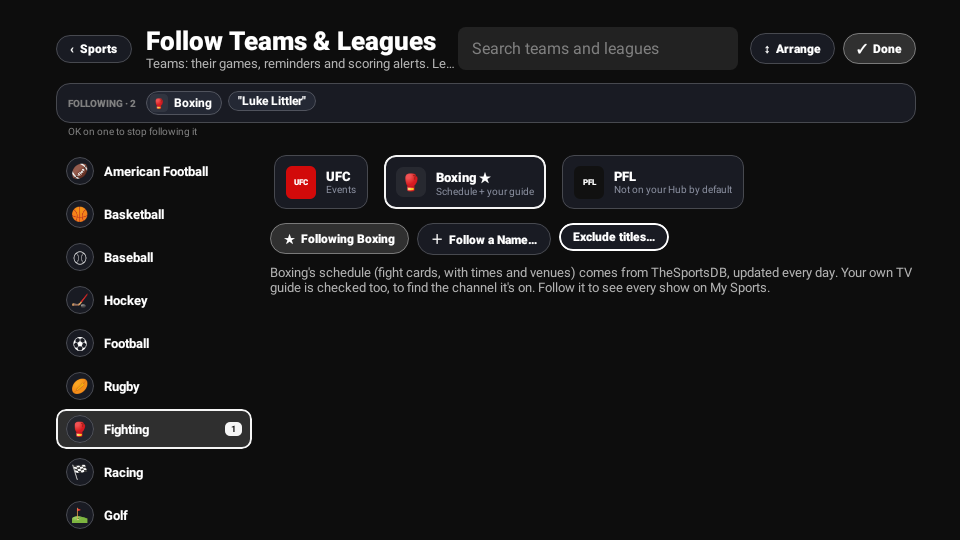 ‹ Sports
Follow Teams & Leagues
Teams: their games, reminders and scoring alerts. Le…
Search teams and leagues
↕ Arrange
✓ Done
FOLLOWING · 2
Boxing
"Luke Littler"
OK on one to stop following it
American Football
Basketball
Baseball
Hockey
Football
Rugby
Fighting
1
Racing
Golf
UFC
UFC
Events
Boxing ★
Schedule + your guide
PFL
PFL
Not on your Hub by default
★ Following Boxing
+ Follow a Name…
Exclude titles…
Boxing's schedule (fight cards, with times and venues) comes from TheSportsDB, updated every day. Your own TV
guide is checked too, to find the channel it's on. Follow it to see every show on My Sports.